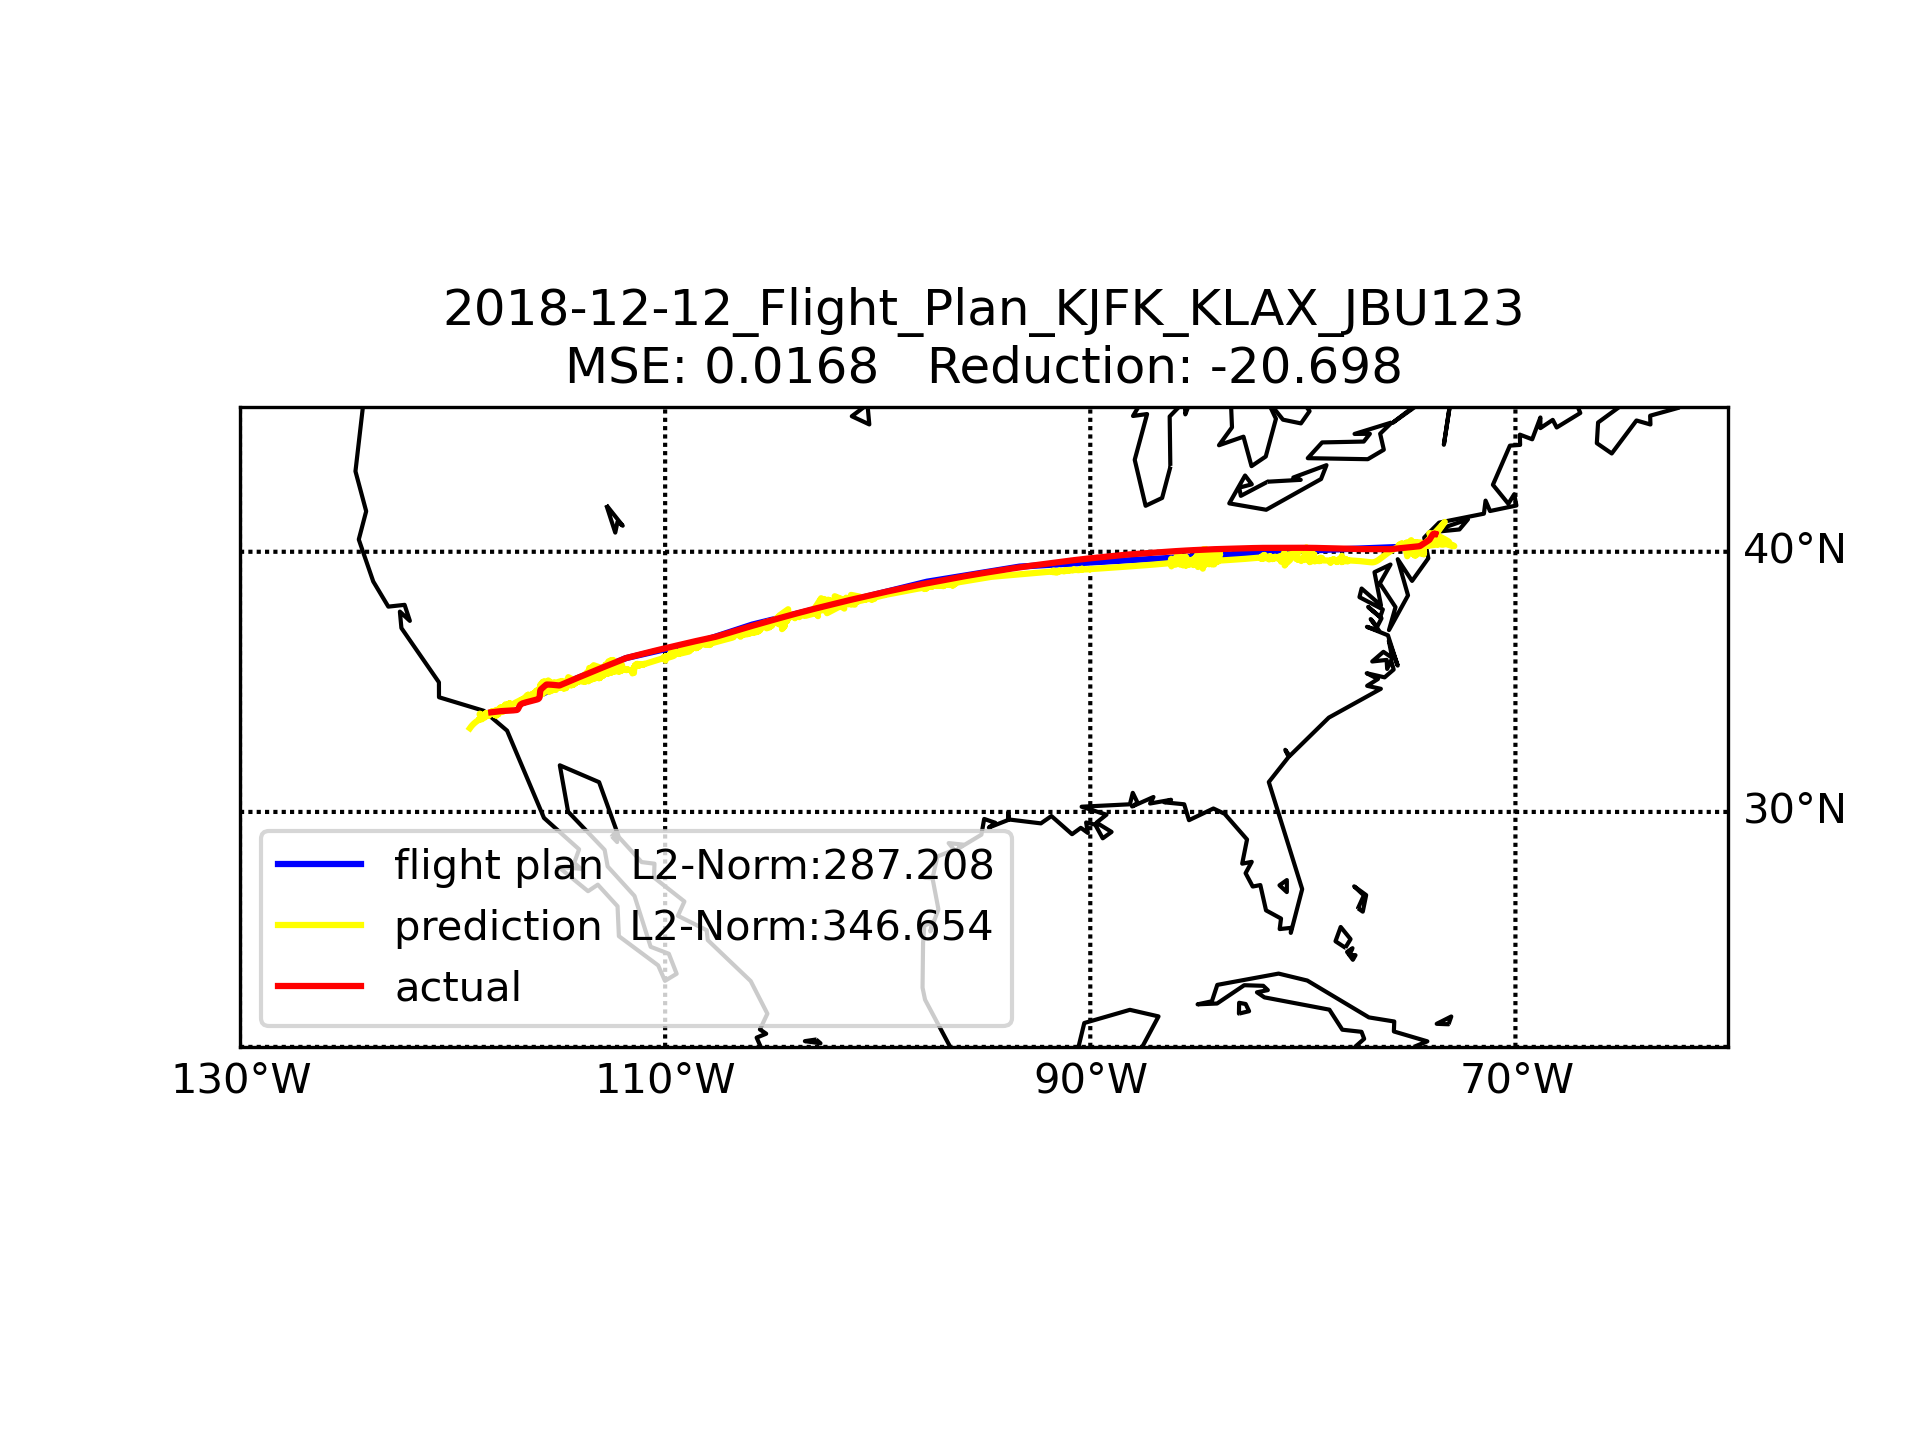 2018-12-12_Flight_Plan_KJFK_KLAX_JBU123
MSE: 0.0168   Reduction: -20.698
40°N
30°N
flight plan  L2-Norm:287.208
prediction  L2-Norm:346.654
actual
130°W
110°W
90°W
70°W